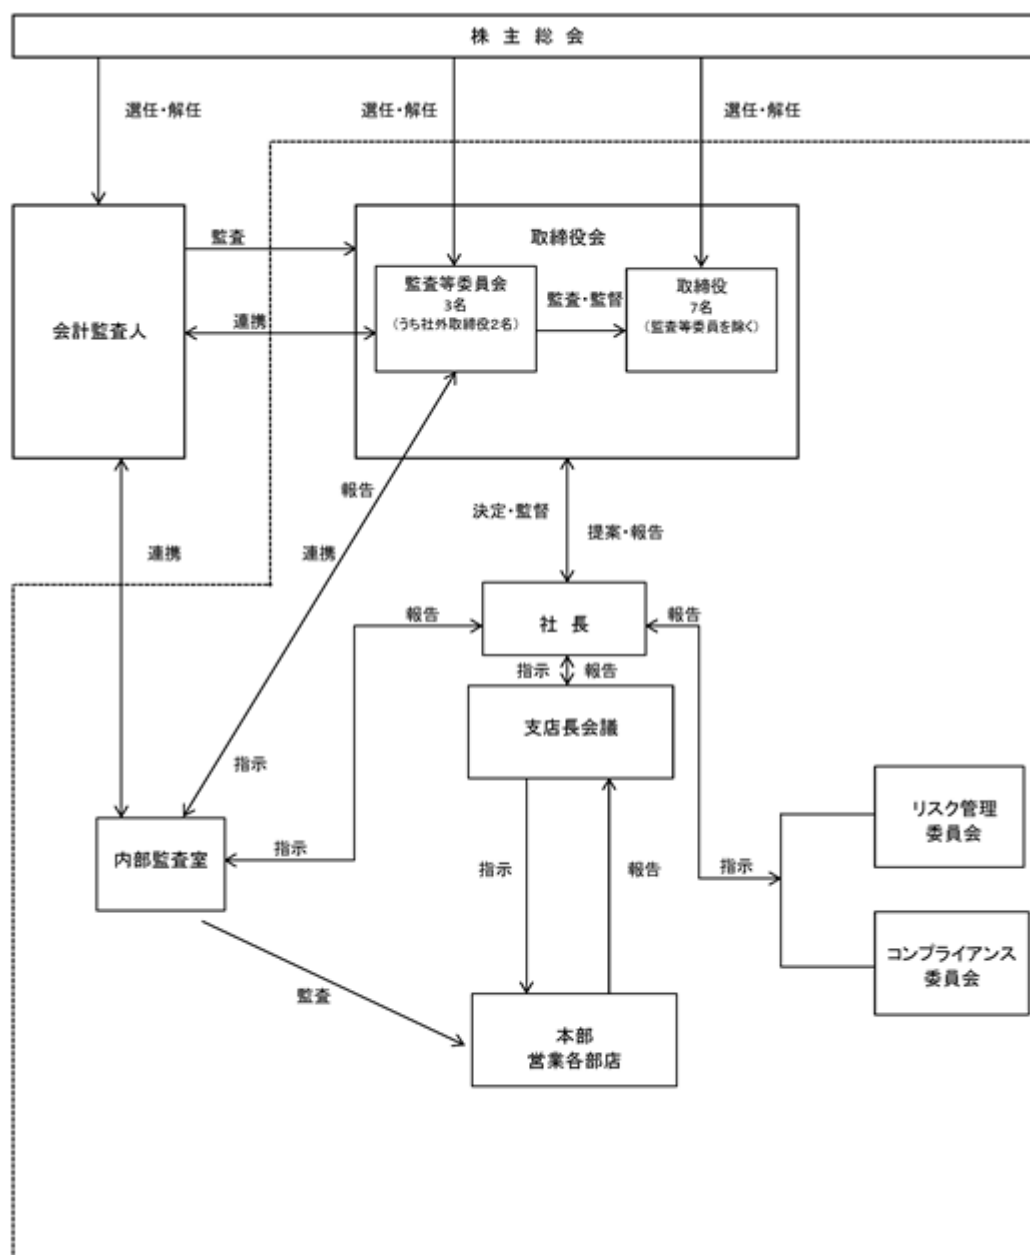 株 主 総 会
選任・解任
選任・解任
選任・解任
監査
取締役会
会計監査人
連携
監査等委員会
3名
(うち社外取締役2名)
監査・監督
取締役
7名
(監査等委員を除く)
報告
連携
連携
指示
決定・監督
提案・報告
報告
社 長
報告
指示 報告
支店長会議
内部監査室
指示
指示
報告
指示
リスク管理
委員会
コンプライアンス
委員会
監査
本部
営業各部店